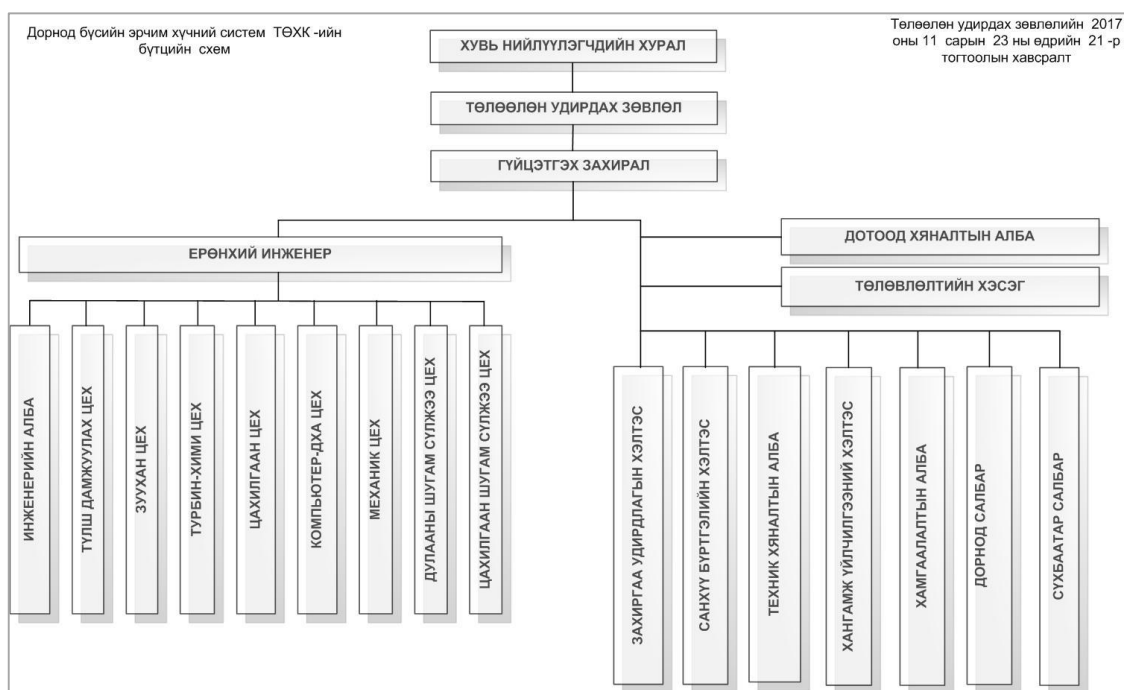 Дорнод бүсийн эрчим хүчний систем ТӨХК -ийн
бүтцийн схем
Төлөөлөн удирдах зөвлөлийн 2017
оны 11 сарын 23 ны өдрийн 21 -р
тогтоолын хавсралт
ХУВЬ НИЙЛҮҮЛЭГЧДИЙН ХУРАЛ
ТӨЛӨӨЛӨН УДИРДАХ ЗӨВЛӨЛ
ГҮЙЦЭТГЭХ ЗАХИРАЛ
ЕРӨНХИЙ ИНЖЕНЕР
ДОТООД ХЯНАЛТЫН АЛБА
ТӨЛӨВЛӨЛТИЙН ХЭСЭГ
ИНЖЕНЕРИЙН АЛБА
ТҮЛШ ДАМЖУУЛАХ ЦЕХ
ЗУУХАН ЦЕХ
ТУРБИН-ХИМИ ЦЕХ
ЦАХИЛГААН ЦЕХ
КОМПЬЮТЕР-ДХА ЦЕХ
МЕХАНИК ЦЕХ
ДУЛААНЫ ШУГАМ СҮЛЖЭЭ ЦЕХ
ЦАХИЛГААН ШУГАМ СҮЛЖЭЭ ЦЕХ
ЗАХИРГАА УДИРДЛАГЫН ХЭЛТЭС
САНХҮҮ БҮРТГЭЛИЙН ХЭЛТЭС
ТЕХНИК ХЯНАЛТЫН АЛБА
ХАНГАМЖ ҮЙЛЧИЛГЭЭНИЙ ХЭЛТЭС
ХАМГААЛАЛТЫН АЛБА
ДОРНОД САЛБАР
СҮХБААТАР САЛБАР